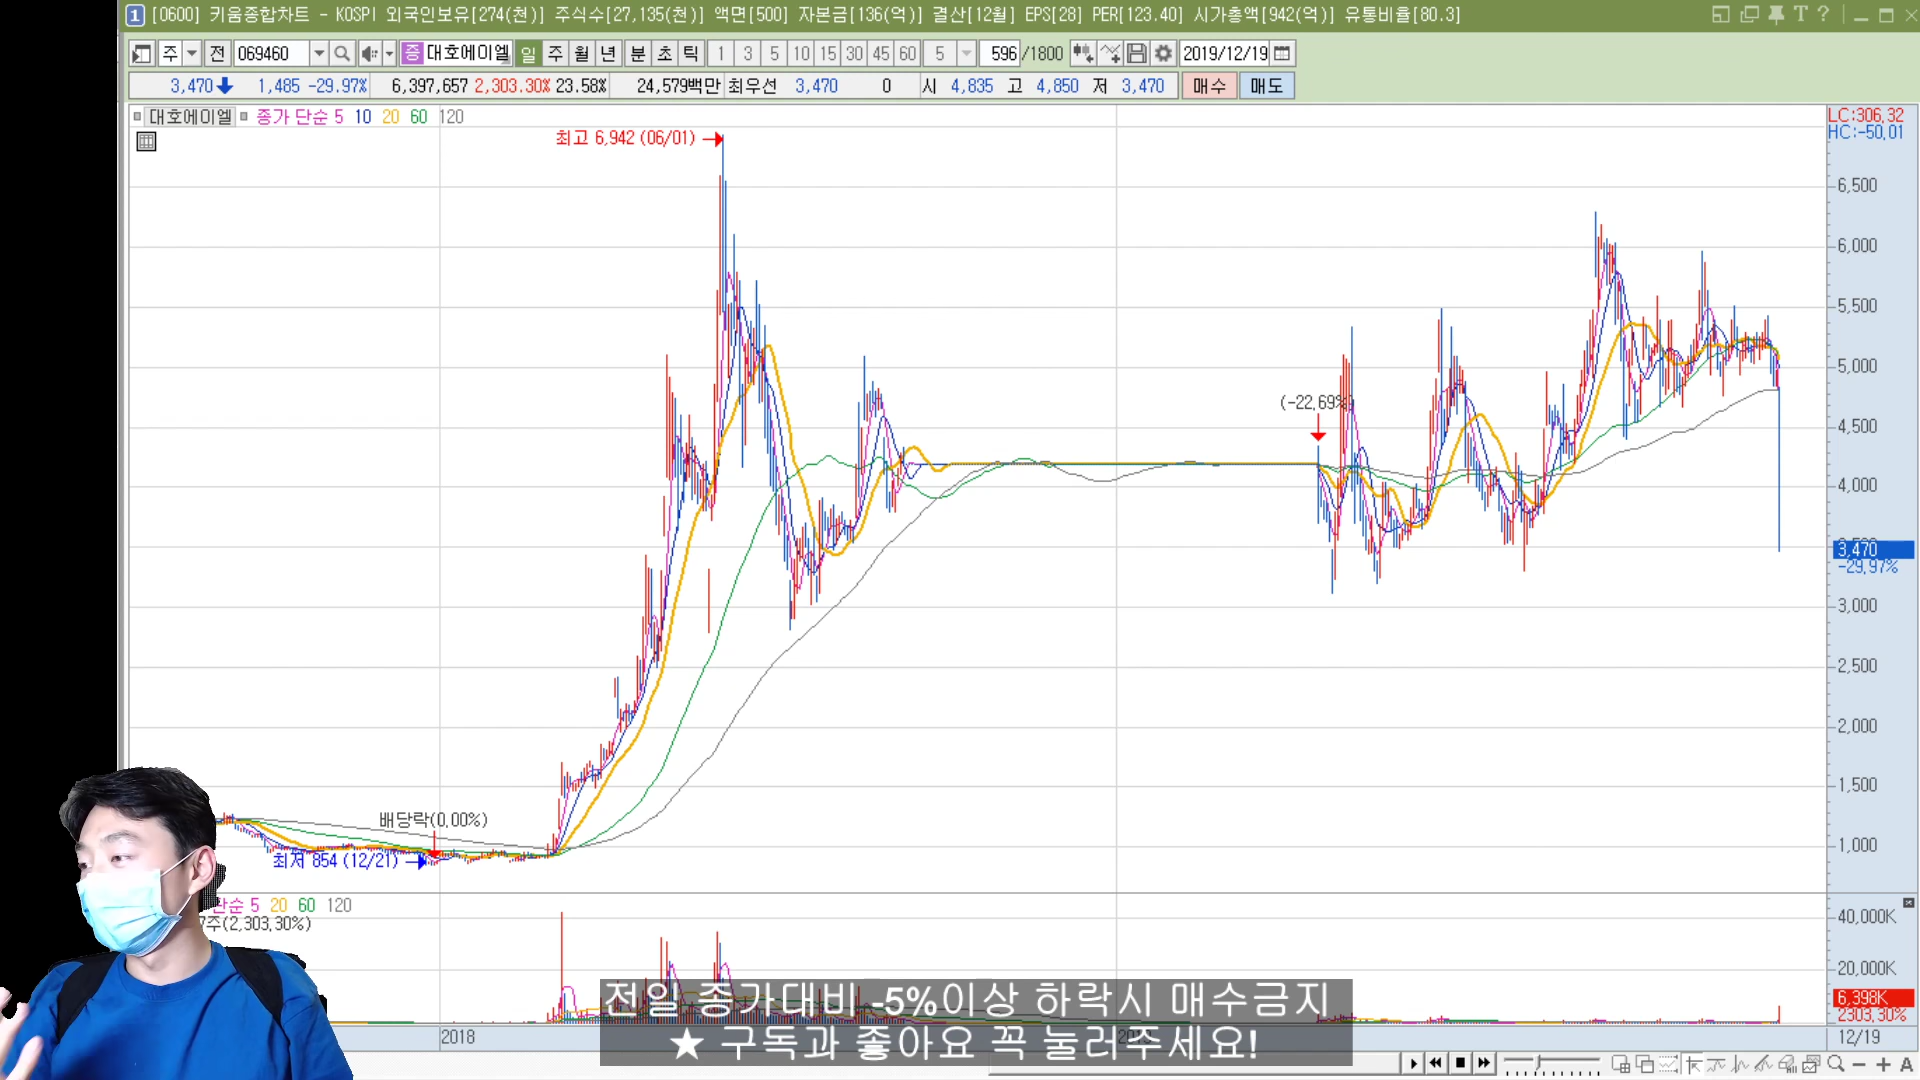 1 [0600] 키움종합차트 - KOSPI 외국인보유[274(천)] 주식수[27,135(천)] 액면[500] 자본금[136(억)] 결산[12월] EPS[28] PER[123.40] 시가총액[942(억)] 유통비율[80.3]
주 전 069460 증 대호에이엘 일 주 월 년 분 초 틱 1 3 5 10 15 30 45 60 5 596 /1800 2019/12/19
3,470 1,485 -29.97% 6,397,657 2,303.30% 23.58% 24,579백만 최우선 3,470 0 시 4,835 고 4,850 저 3,470 매수 매도
대호에이엘 종가 단순 5 10 20 60 120
LC:306.32
HC:-50.01
최고 6,942 (06/01)
6,500
6,000
5,500
5,000
(-22.69%)
4,500
4,000
3,470
-29.97%
3,000
2,500
2,000
1,500
배당락(0.00%)
1,000
최저 854 (12/21)
단순 5 20 60 120
7주(2,303.30%)
40,000K
20,000K
6,398K
2303.30%
전일 종가대비 -5%이상 하락시 매수금지
2018
12/19
★ 구독과 좋아요 꼭 눌러주세요!
A